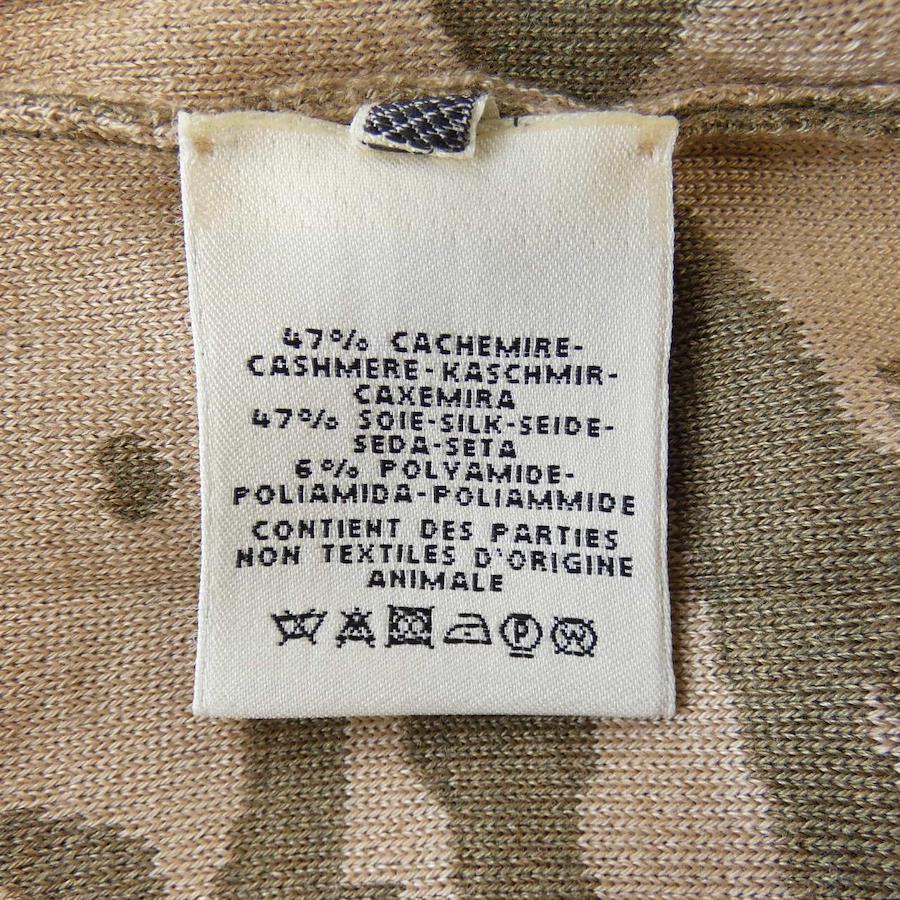 47% CACHEMIRE-
CASHMERE-KASCHMIR-
CAXEMIRA
47% SOIE-SILK-SEIDE-
SEDA-SETA
6% POLYAMIDE-
POLIAMIDA-POLIAMMIDE
CONTIENT DES PARTIES
NON TEXTILES D'ORIGINE
ANIMALE
P W